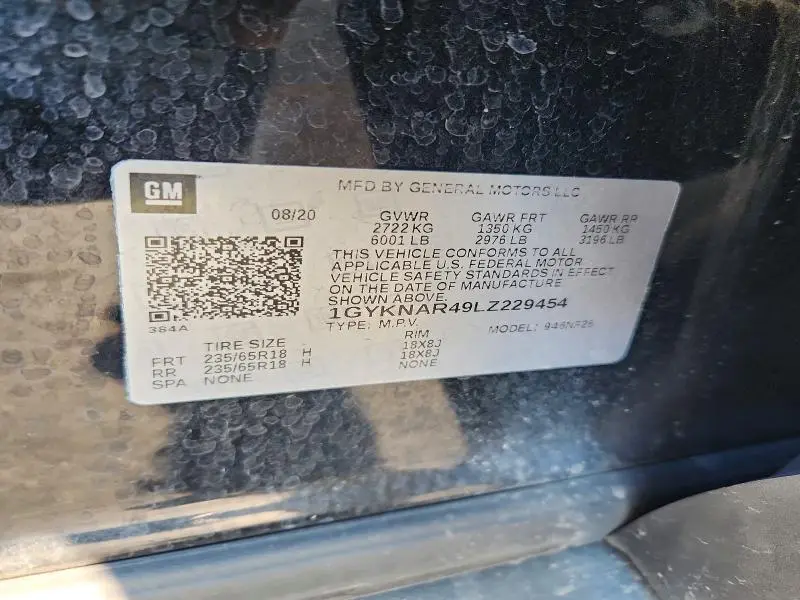 GM
MFD BY GENERAL MOTORS LLC
08/20 GVWR GAWR FRT GAWR RR
2722 KG 1350 KG 1450 KG
6001 LB 2976 LB 3196 LB
THIS VEHICLE CONFORMS TO ALL
APPLICABLE U.S. FEDERAL MOTOR
VEHICLE SAFETY STANDARDS IN EFFECT
ON THE DATE OF MANUFACTURE
SHOWN ABOVE.
1GYKNAR49LZ229454
384A
TYPE: M.P.V. MODEL: 946NF26
TIRE SIZE RIM
FRT 235/65R18 H 18X8J
RR 235/65R18 H 18X8J
SPA NONE NONE